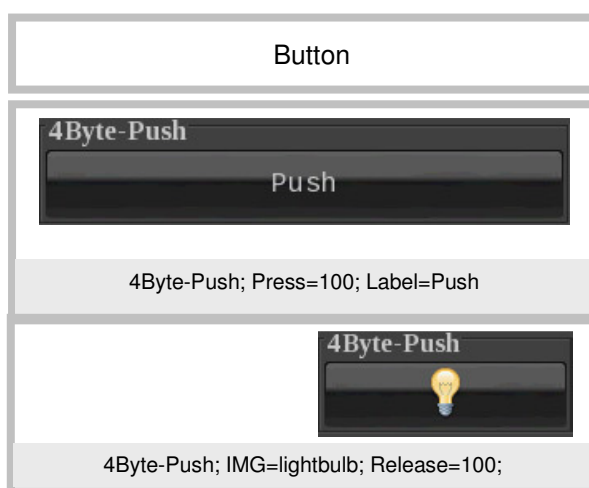 Button
4Byte-Push
Push
4Byte-Push; Press=100; Label=Push
4Byte-Push
4Byte-Push; IMG=lightbulb; Release=100;